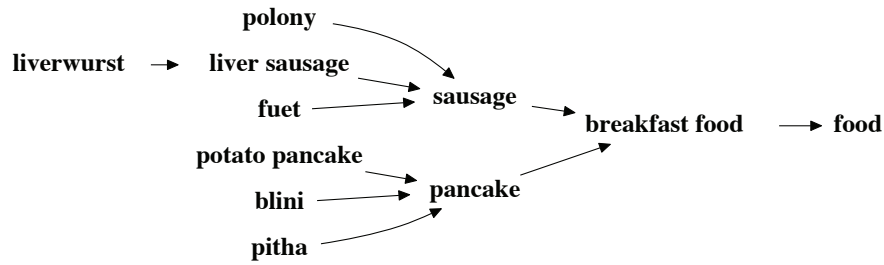 polony
liverwurst
liver sausage
sausage
fuet
breakfast food
food
potato pancake
pancake
blini
pitha